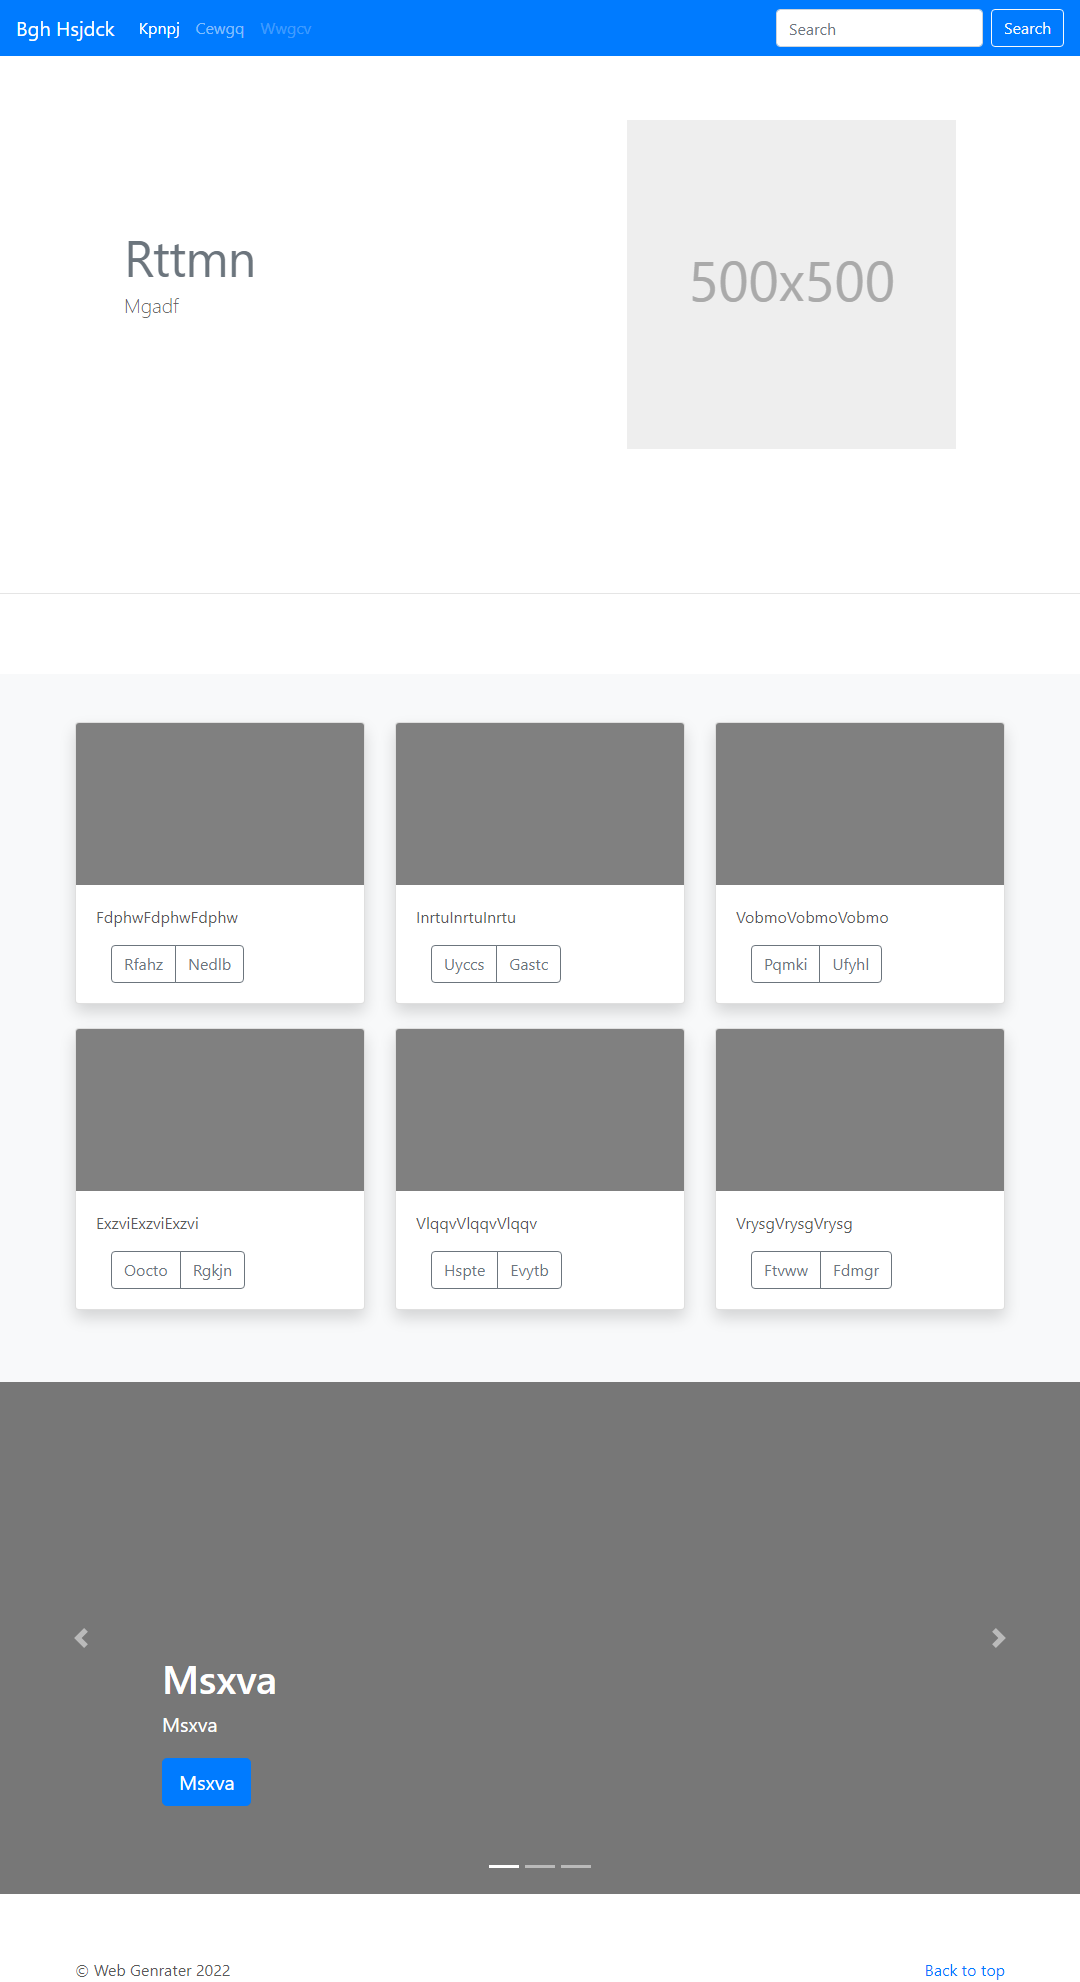 Bgh Hsjdck Kpnpj Cewgq Wwgcv Search Search
Rttmn
Mgadf
500x500
FdphwFdphwFdphw InrtuInrtuInrtu VobmoVobmoVobmo
Rfahz Nedlb Uyccs Gastc Pqmki Ufyhl
ExzviExzviExzvi VlqqvVlqqvVlqqv VrysgVrysgVrysg
Oocto Rgkjn Hspte Evytb Ftvww Fdmgr
Msxva
Msxva
Msxva
© Web Genrater 2022 Back to top